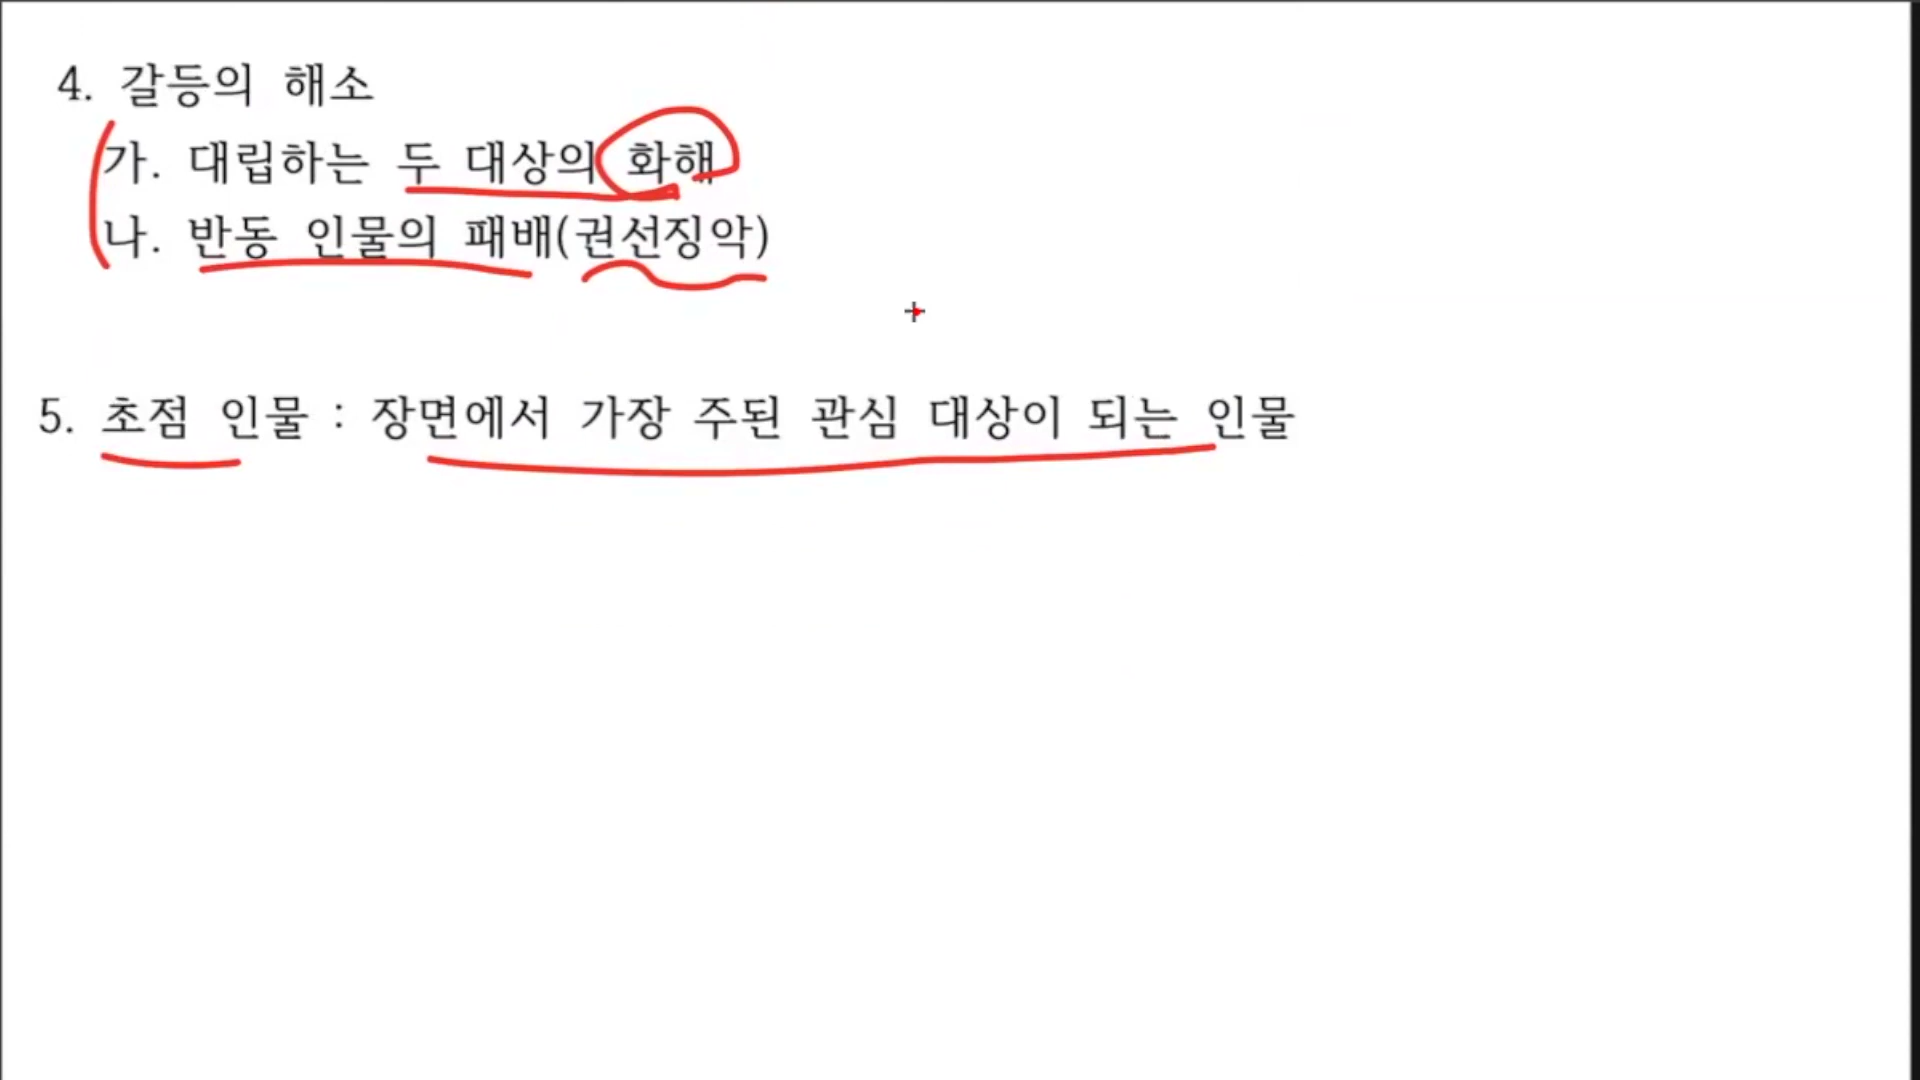 4. 갈등의 해소
가. 대립하는 두 대상의 화해
나. 반동 인물의 패배(권선징악)
5. 초점 인물 : 장면에서 가장 주된 관심 대상이 되는 인물